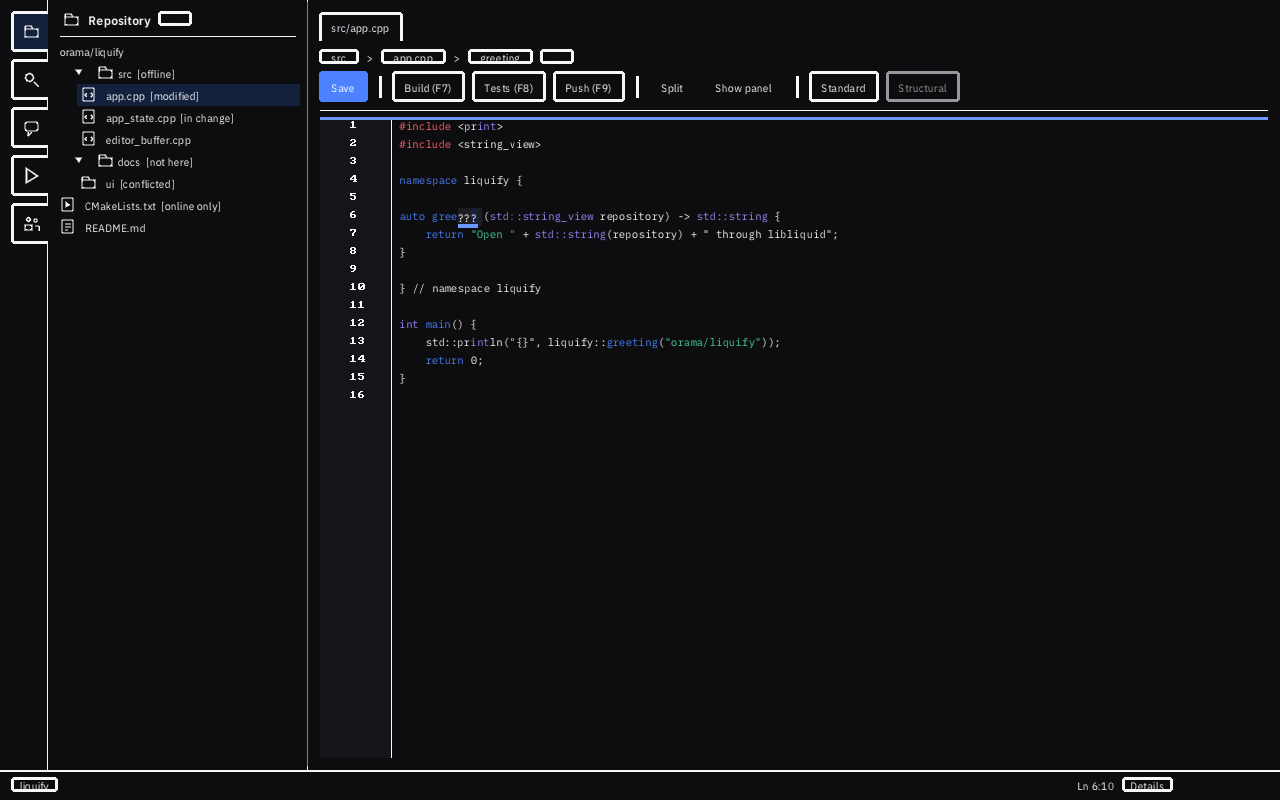 Repository
orama/liquify
src [offline]
app.cpp [modified]
app_state.cpp [in change]
editor_buffer.cpp
docs [not here]
ui [conflicted]
CMakeLists.txt [online only]
README.md
src/app.cpp
src > app.cpp > greeting
Save Build (F7) Tests (F8) Push (F9) Split Show panel Standard Structural
1 #include <print>
2 #include <string_view>
3
4 namespace liquify {
5
6 auto gree??? (std::string_view repository) -> std::string {
7 return "Open " + std::string(repository) + " through libliquid";
8 }
9
10 } // namespace liquify
11
12 int main() {
13 std::println("{}", liquify::greeting("orama/liquify"));
14 return 0;
15 }
16
liquify Ln 6:10 Details